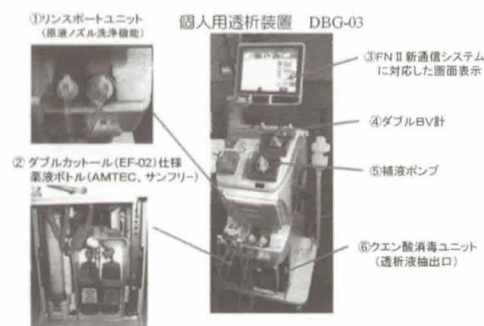 個人用透析装置 DBG-03
①リンスポートユニット
(原液ノズル洗浄機能)
② ダブルカットール(EF-02)仕様
薬液ボトル(AMTEC、サンフリー)
③FNⅡ新通信システム
に対応した画面表示
④ダブルBV計
⑤補液ポンプ
⑥クエン酸消毒ユニット
(透析液抽出口)